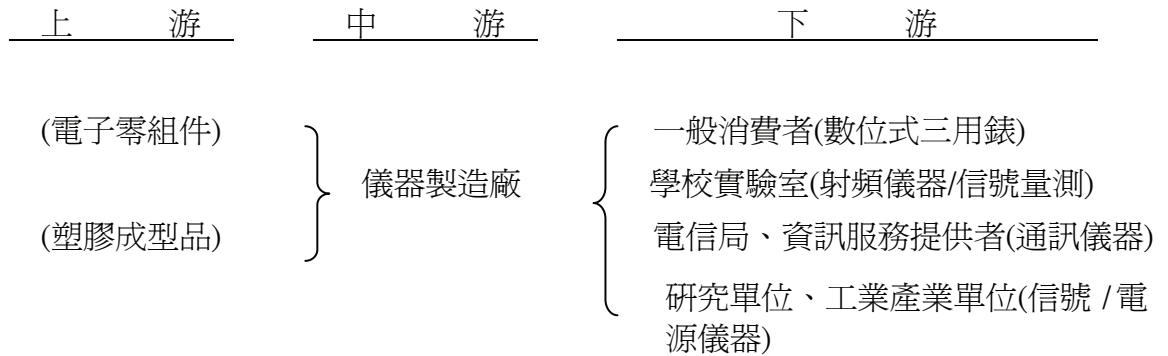 上 游 中 游 下 游
(電子零組件) 一般消費者(數位式三用錶)
儀器製造廠 學校實驗室(射頻儀器/信號量測)
(塑膠成型品) 電信局、資訊服務提供者(通訊儀器)
研究單位、工業產業單位(信號 /電
源儀器)